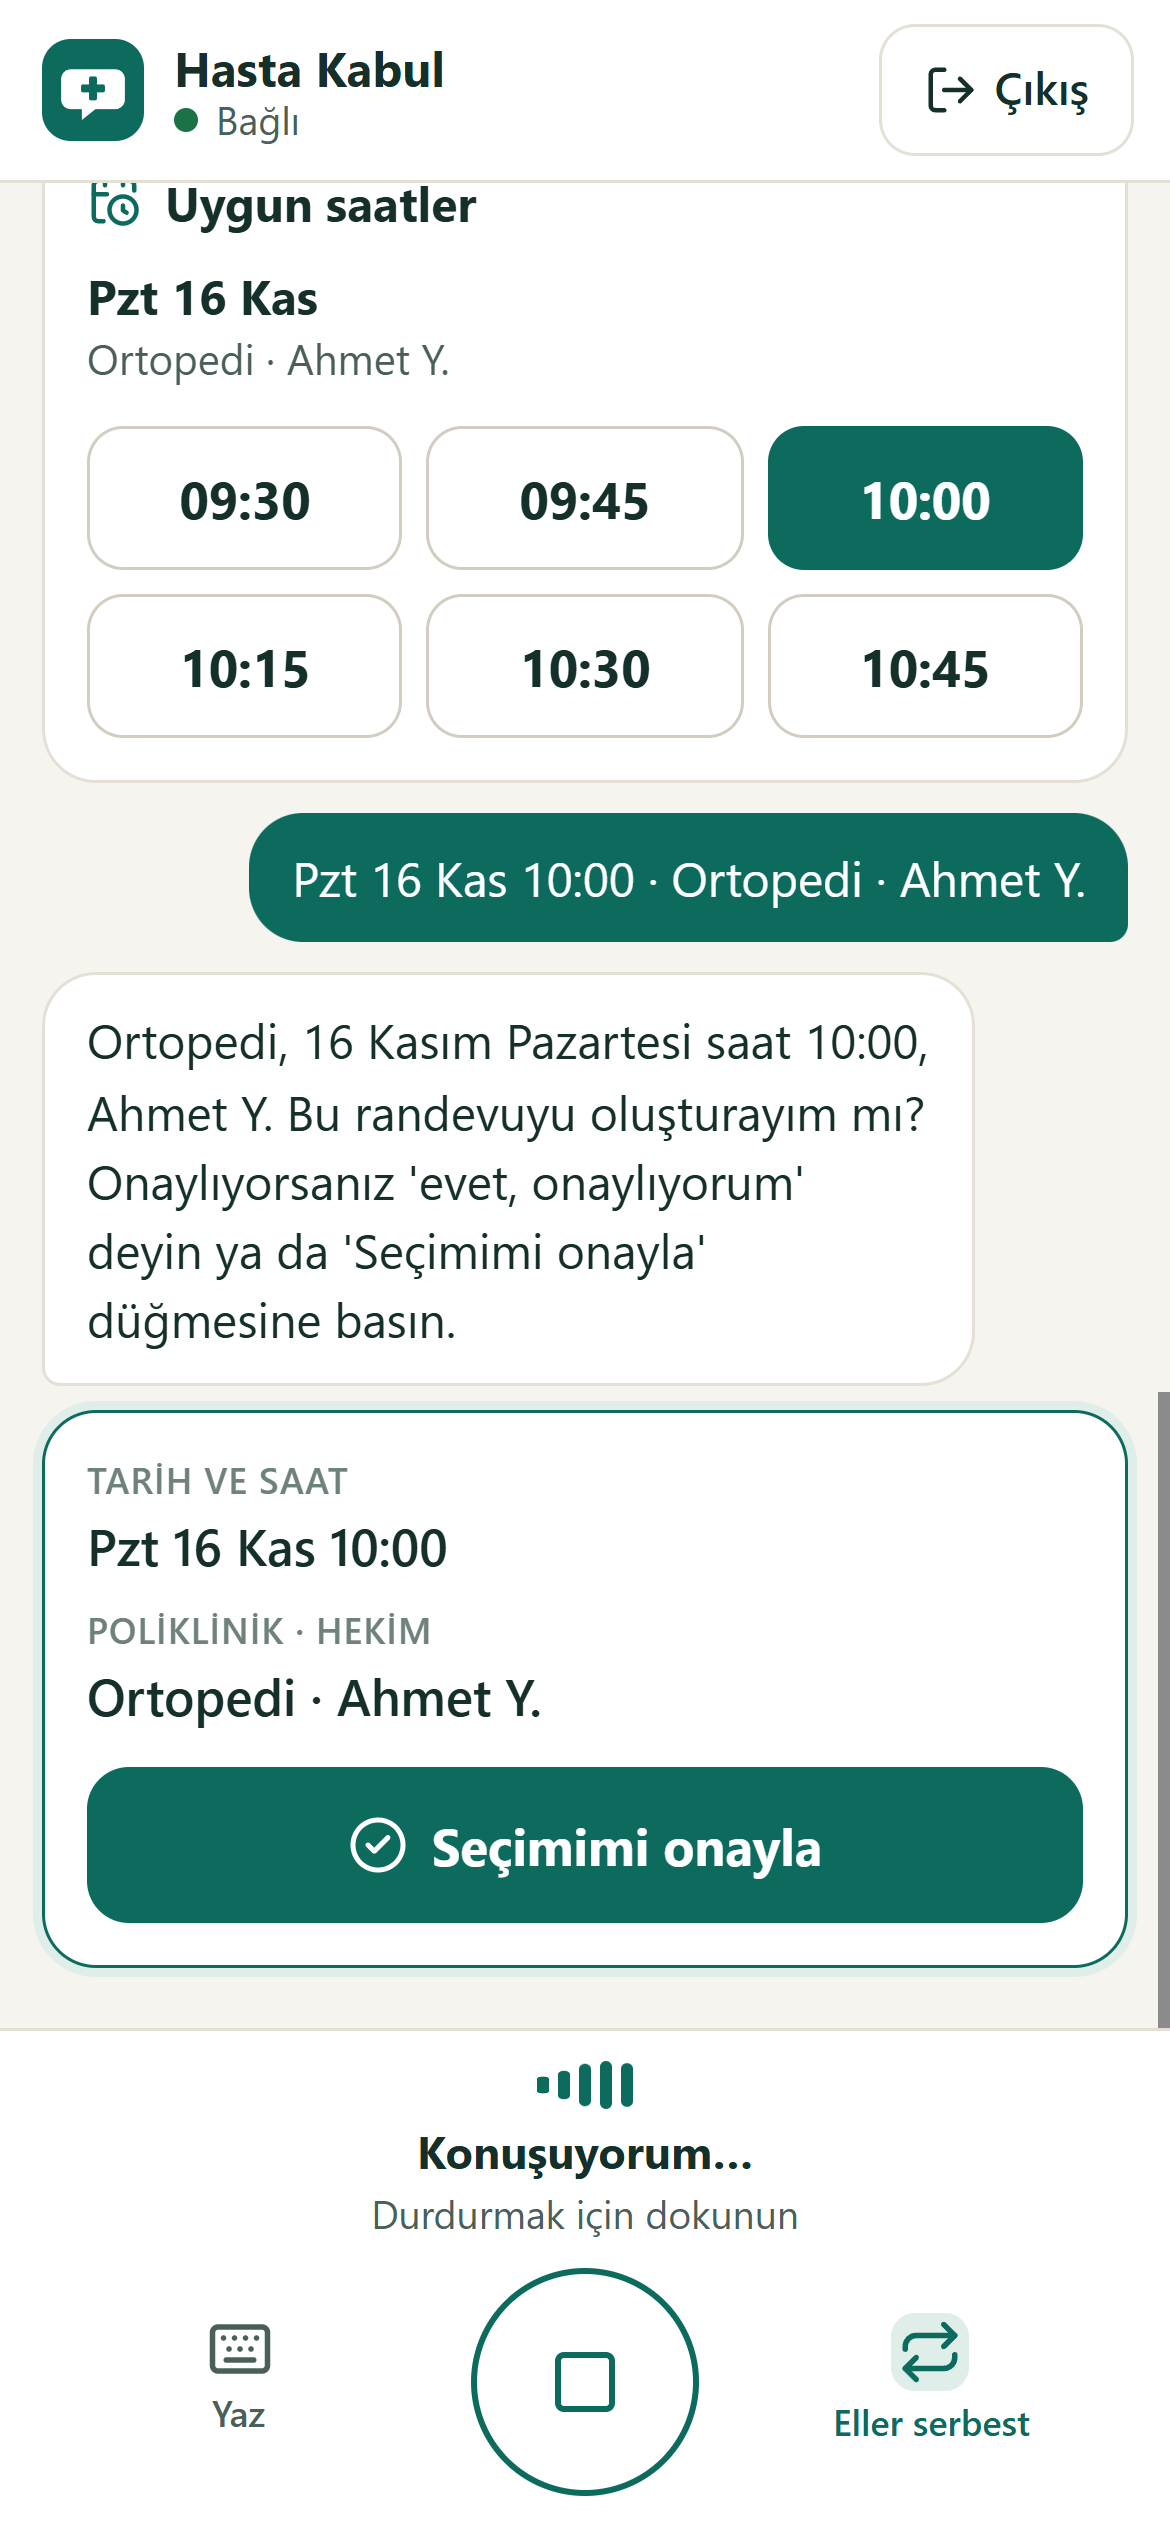 Hasta Kabul
Bağlı
Çıkış
Uygun saatler
Pzt 16 Kas
Ortopedi · Ahmet Y.
09:30 09:45 10:00
10:15 10:30 10:45
Pzt 16 Kas 10:00 · Ortopedi · Ahmet Y.
Ortopedi, 16 Kasım Pazartesi saat 10:00,
Ahmet Y. Bu randevuyu oluşturayım mı?
Onaylıyorsanız 'evet, onaylıyorum'
deyin ya da 'Seçimimi onayla'
düğmesine basın.
TARİH VE SAAT
Pzt 16 Kas 10:00
POLİKLİNİK · HEKİM
Ortopedi · Ahmet Y.
Seçimimi onayla
Konuşuyorum...
Durdurmak için dokunun
Yaz
Eller serbest